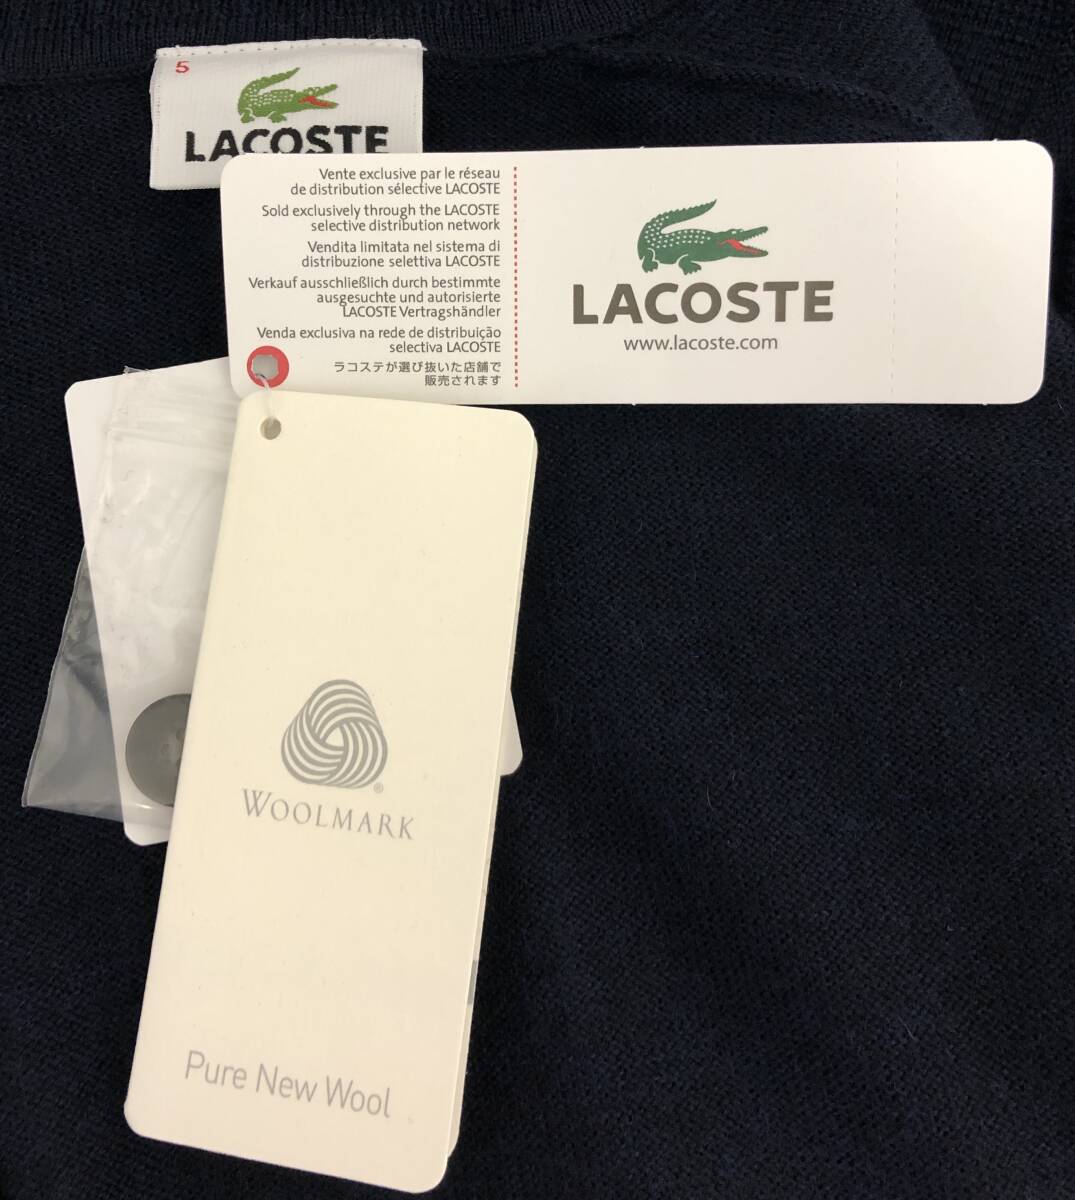 5
LACOSTE
Vente exclusive par le réseau
de distribution sélective LACOSTE
Sold exclusively through the LACOSTE
selective distribution network
Vendita limitata nel sistema di
distribuzione selettiva LACOSTE
Verkauf ausschließlich durch bestimmte
ausgesuchte und autorisierte
LACOSTE Vertragshändler
Venda exclusiva na rede de distribuição
selectiva LACOSTE
ラコステが選び抜いた店舗で
販売されます
LACOSTE
www.lacoste.com
®
WOOLMARK
Pure New Wool